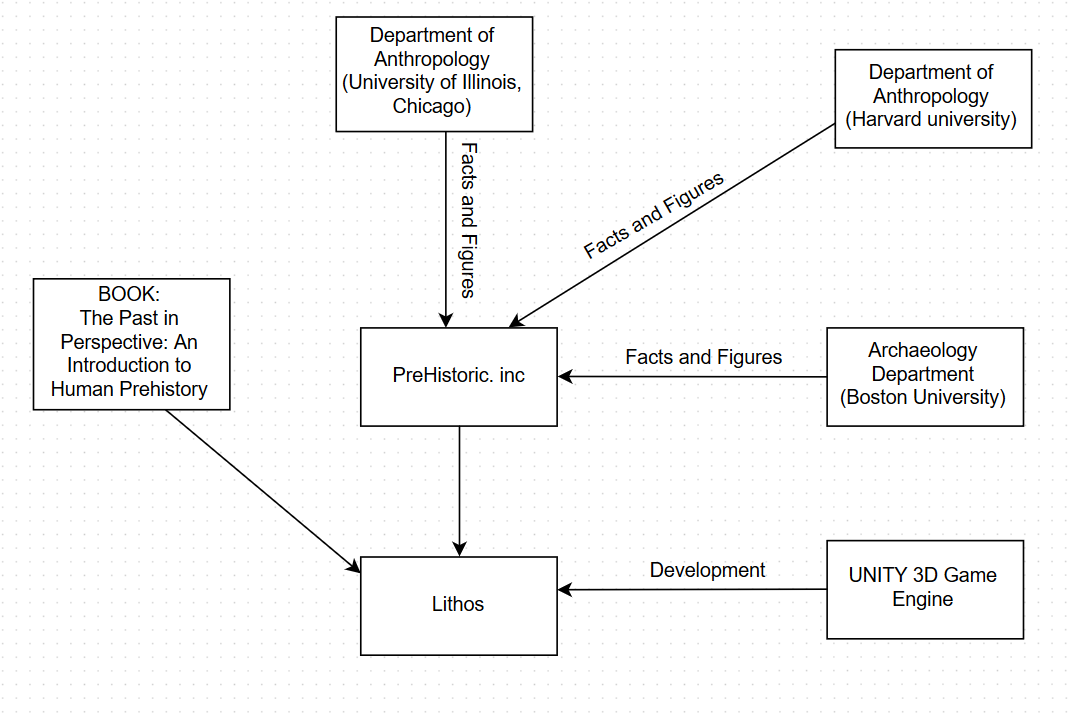 Department of
Anthropology
(University of Illinois,
Chicago)
Department of
Anthropology
(Harvard university)
Facts and Figures
Facts and Figures
BOOK:
The Past in
Perspective: An
Introduction to
Human Prehistory
PreHistoric. inc
Facts and Figures
Archaeology
Department
(Boston University)
Lithos
Development
UNITY 3D Game
Engine